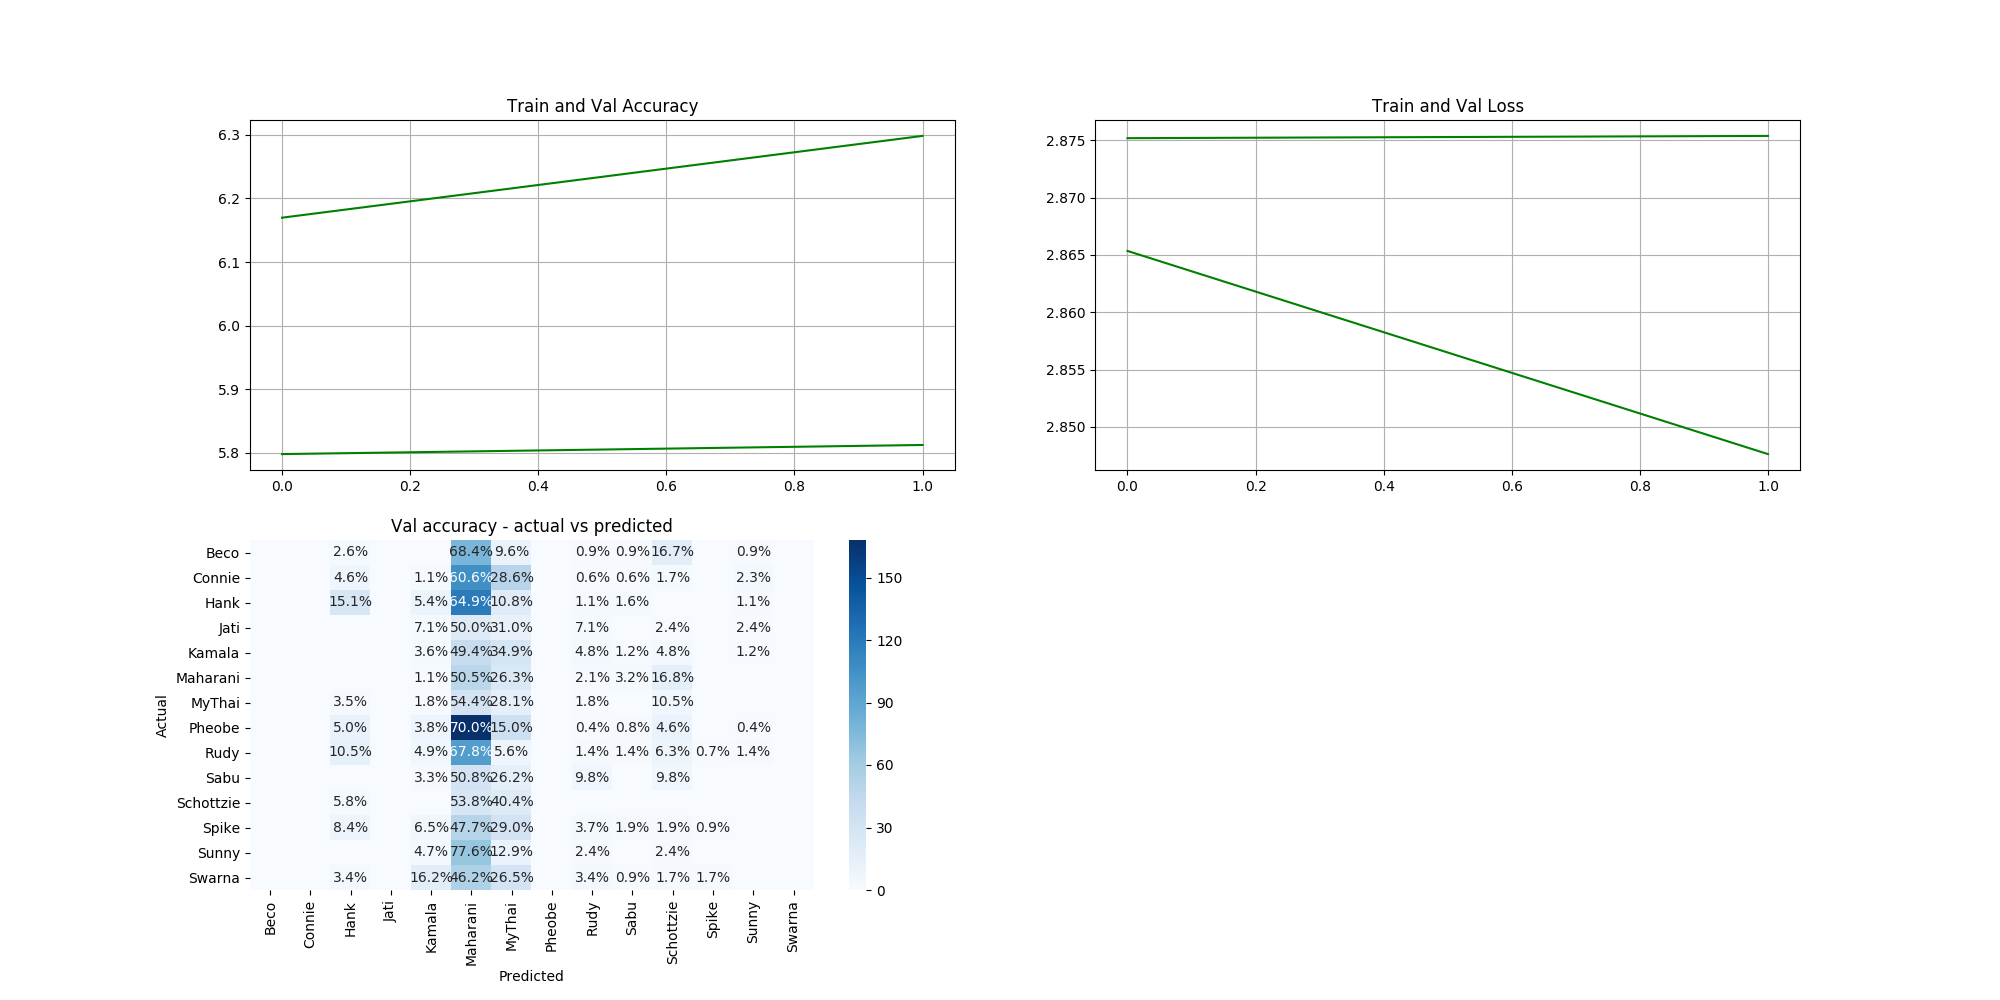 Train and Val Accuracy
6.3
6.2
6.1
6.0
5.9
5.8
0.0 0.2 0.4 0.6 0.8 1.0
Train and Val Loss
2.875
2.870
2.865
2.860
2.855
2.850
0.0 0.2 0.4 0.6 0.8 1.0
Val accuracy - actual vs predicted
Actual
Beco 2.6% 68.4% 9.6% 0.9% 0.9% 16.7% 0.9%
Connie 4.6% 1.1% 60.6% 28.6% 0.6% 0.6% 1.7% 2.3%
Hank 15.1% 5.4% 64.9% 10.8% 1.1% 1.6% 1.1%
Jati 7.1% 50.0% 31.0% 7.1% 2.4% 2.4%
Kamala 3.6% 49.4% 34.9% 4.8% 1.2% 4.8% 1.2%
Maharani 1.1% 50.5% 26.3% 2.1% 3.2% 16.8%
MyThai 3.5% 1.8% 54.4% 28.1% 1.8% 10.5%
Pheobe 5.0% 3.8% 70.0% 15.0% 0.4% 0.8% 4.6% 0.4%
Rudy 10.5% 4.9% 67.8% 5.6% 1.4% 1.4% 6.3% 0.7% 1.4%
Sabu 3.3% 50.8% 26.2% 9.8% 9.8%
Schottzie 5.8% 53.8% 40.4%
Spike 8.4% 6.5% 47.7% 29.0% 3.7% 1.9% 1.9% 0.9%
Sunny 4.7% 77.6% 12.9% 2.4% 2.4%
Swarna 3.4% 16.2% 46.2% 26.5% 3.4% 0.9% 1.7% 1.7%
Beco Connie Hank Jati Kamala Maharani MyThai Pheobe Rudy Sabu Schottzie Spike Sunny Swarna
Predicted
150
120
90
60
30
0